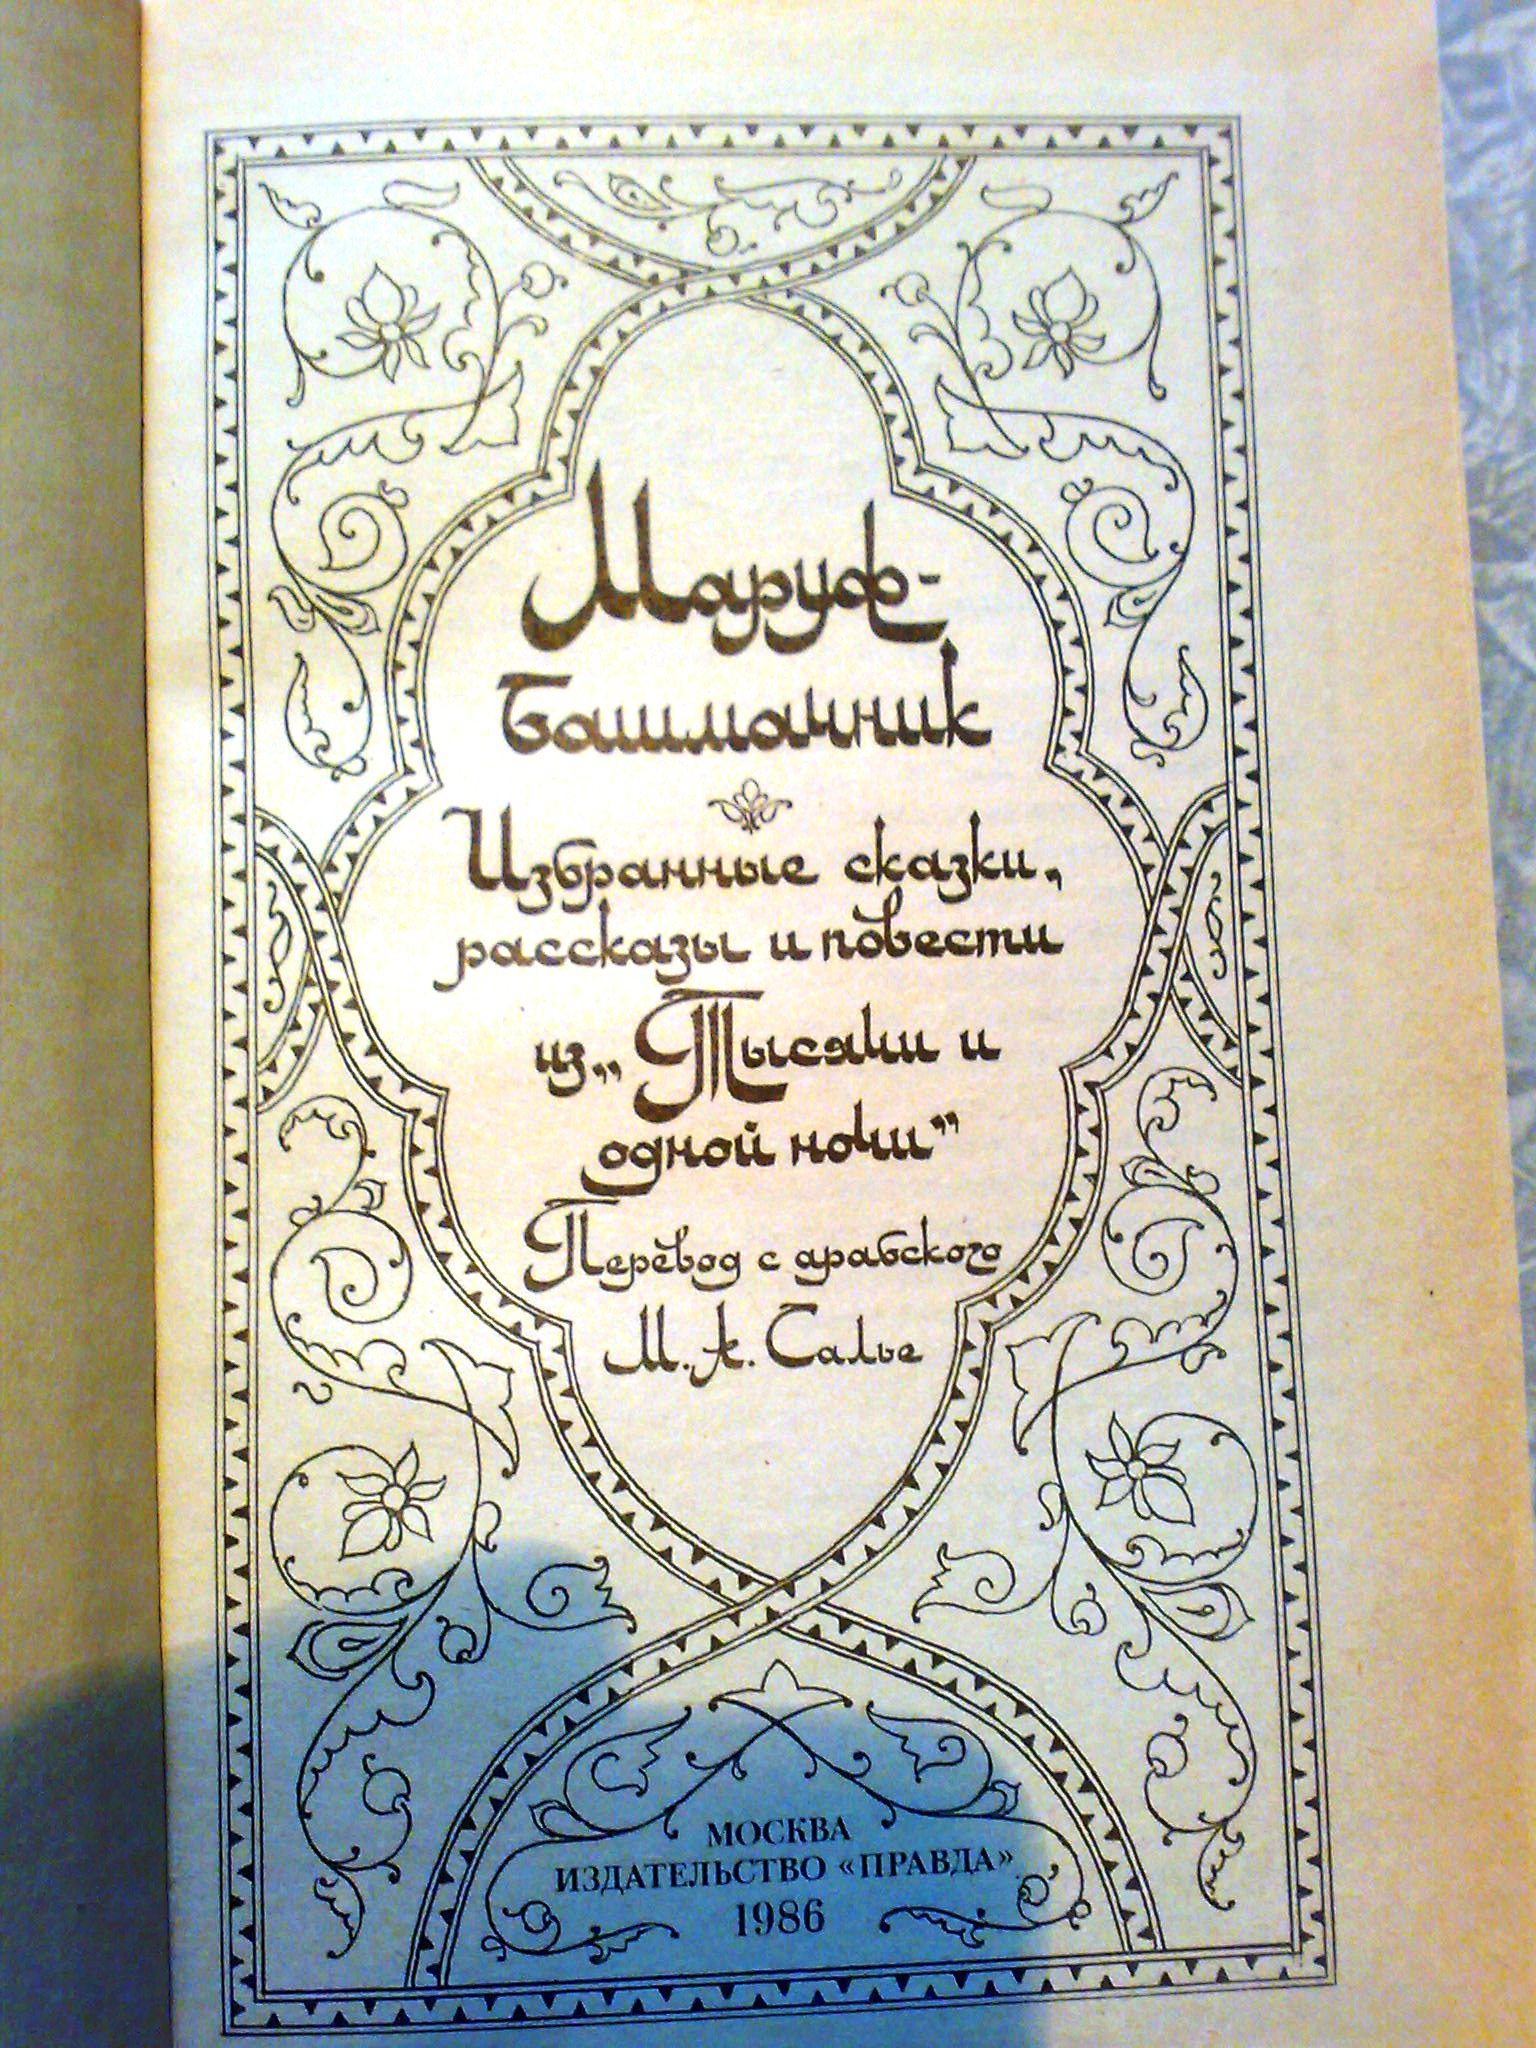 Маруф-
Башмачник
Избранные сказки,
рассказы и повести
из „Тысячи и
одной ночи”
Перевод с арабского
М. А. Салье
МОСКВА
ИЗДАТЕЛЬСТВО «ПРАВДА»
1986